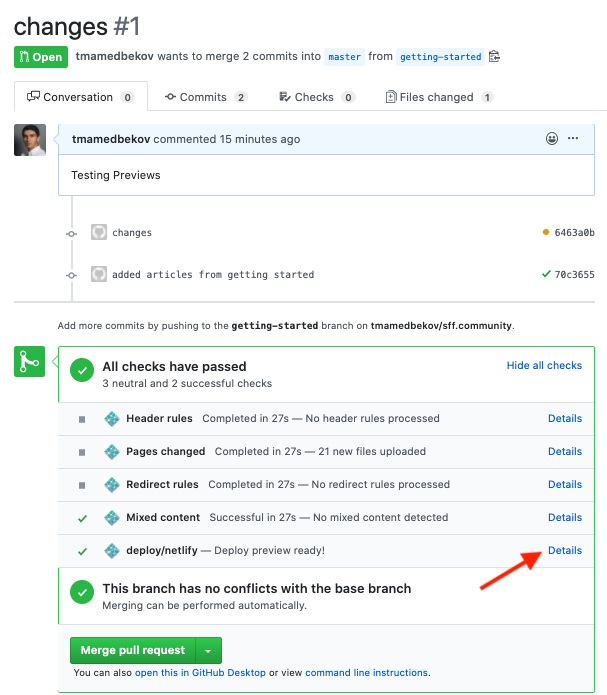 changes #1
Open tmamedbekov wants to merge 2 commits into master from getting-started
Conversation 0 Commits 2 Checks 0 Files changed 1
tmamedbekov commented 15 minutes ago
Testing Previews
changes 6463a0b
added articles from getting started 70c3655
Add more commits by pushing to the getting-started branch on tmamedbekov/sff.community.
All checks have passed Hide all checks
3 neutral and 2 successful checks
Header rules Completed in 27s — No header rules processed Details
Pages changed Completed in 27s — 21 new files uploaded Details
Redirect rules Completed in 27s — No redirect rules processed Details
Mixed content Successful in 27s — No mixed content detected Details
deploy/netlify — Deploy preview ready! Details
This branch has no conflicts with the base branch
Merging can be performed automatically.
Merge pull request
You can also open this in GitHub Desktop or view command line instructions.